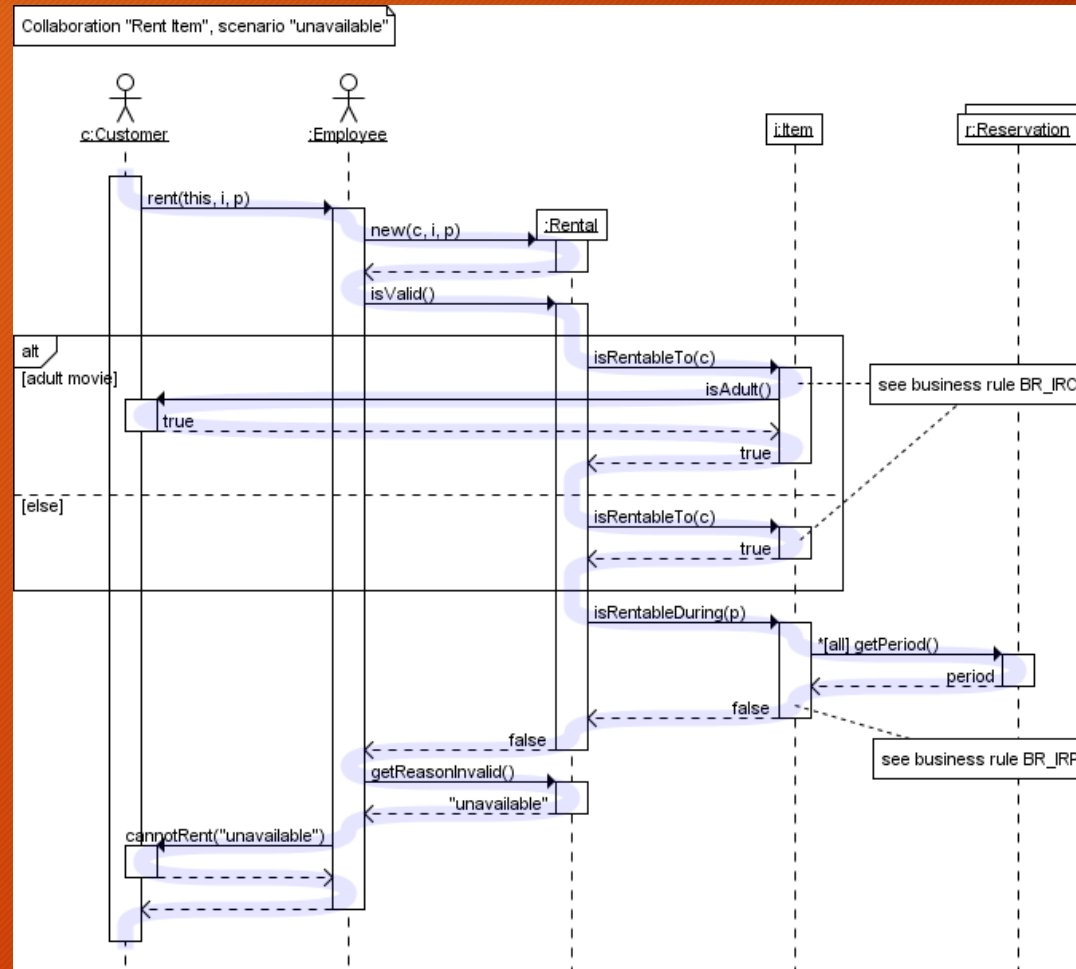 Collaboration "Rent Item", scenario "unavailable"
c:Customer
:Employee
i:Item
r:Reservation
rent(this, i, p)
:Rental
new(c, i, p)
isValid()
alt
isRentableTo(c)
[adult movie]
see business rule BR_IRC
isAdult()
true
true
[else]
isRentableTo(c)
true
isRentableDuring(p)
*[all] getPeriod()
period
false
false
see business rule BR_IRP
getReasonInvalid()
"unavailable"
cannotRent("unavailable")